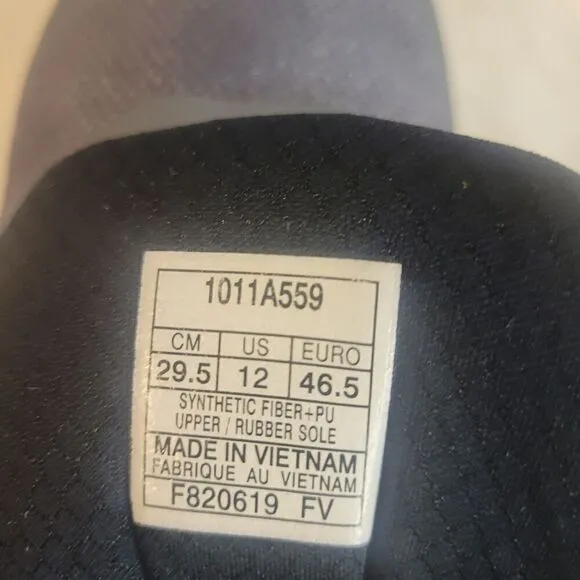 1011A559
CM US EURO
29.5 12 46.5
SYNTHETIC FIBER+PU
UPPER / RUBBER SOLE
MADE IN VIETNAM
FABRIQUE AU VIETNAM
F820619 FV